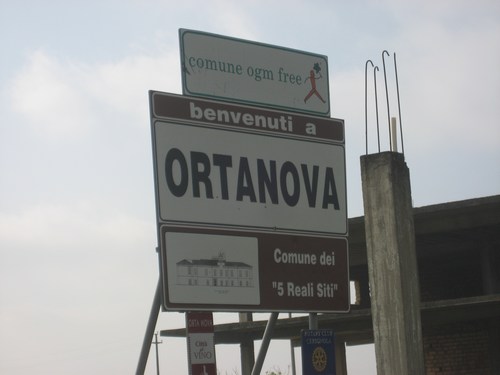 comune ogm free
benvenuti a
ORTANOVA
Comune dei
"5 Reali Siti"